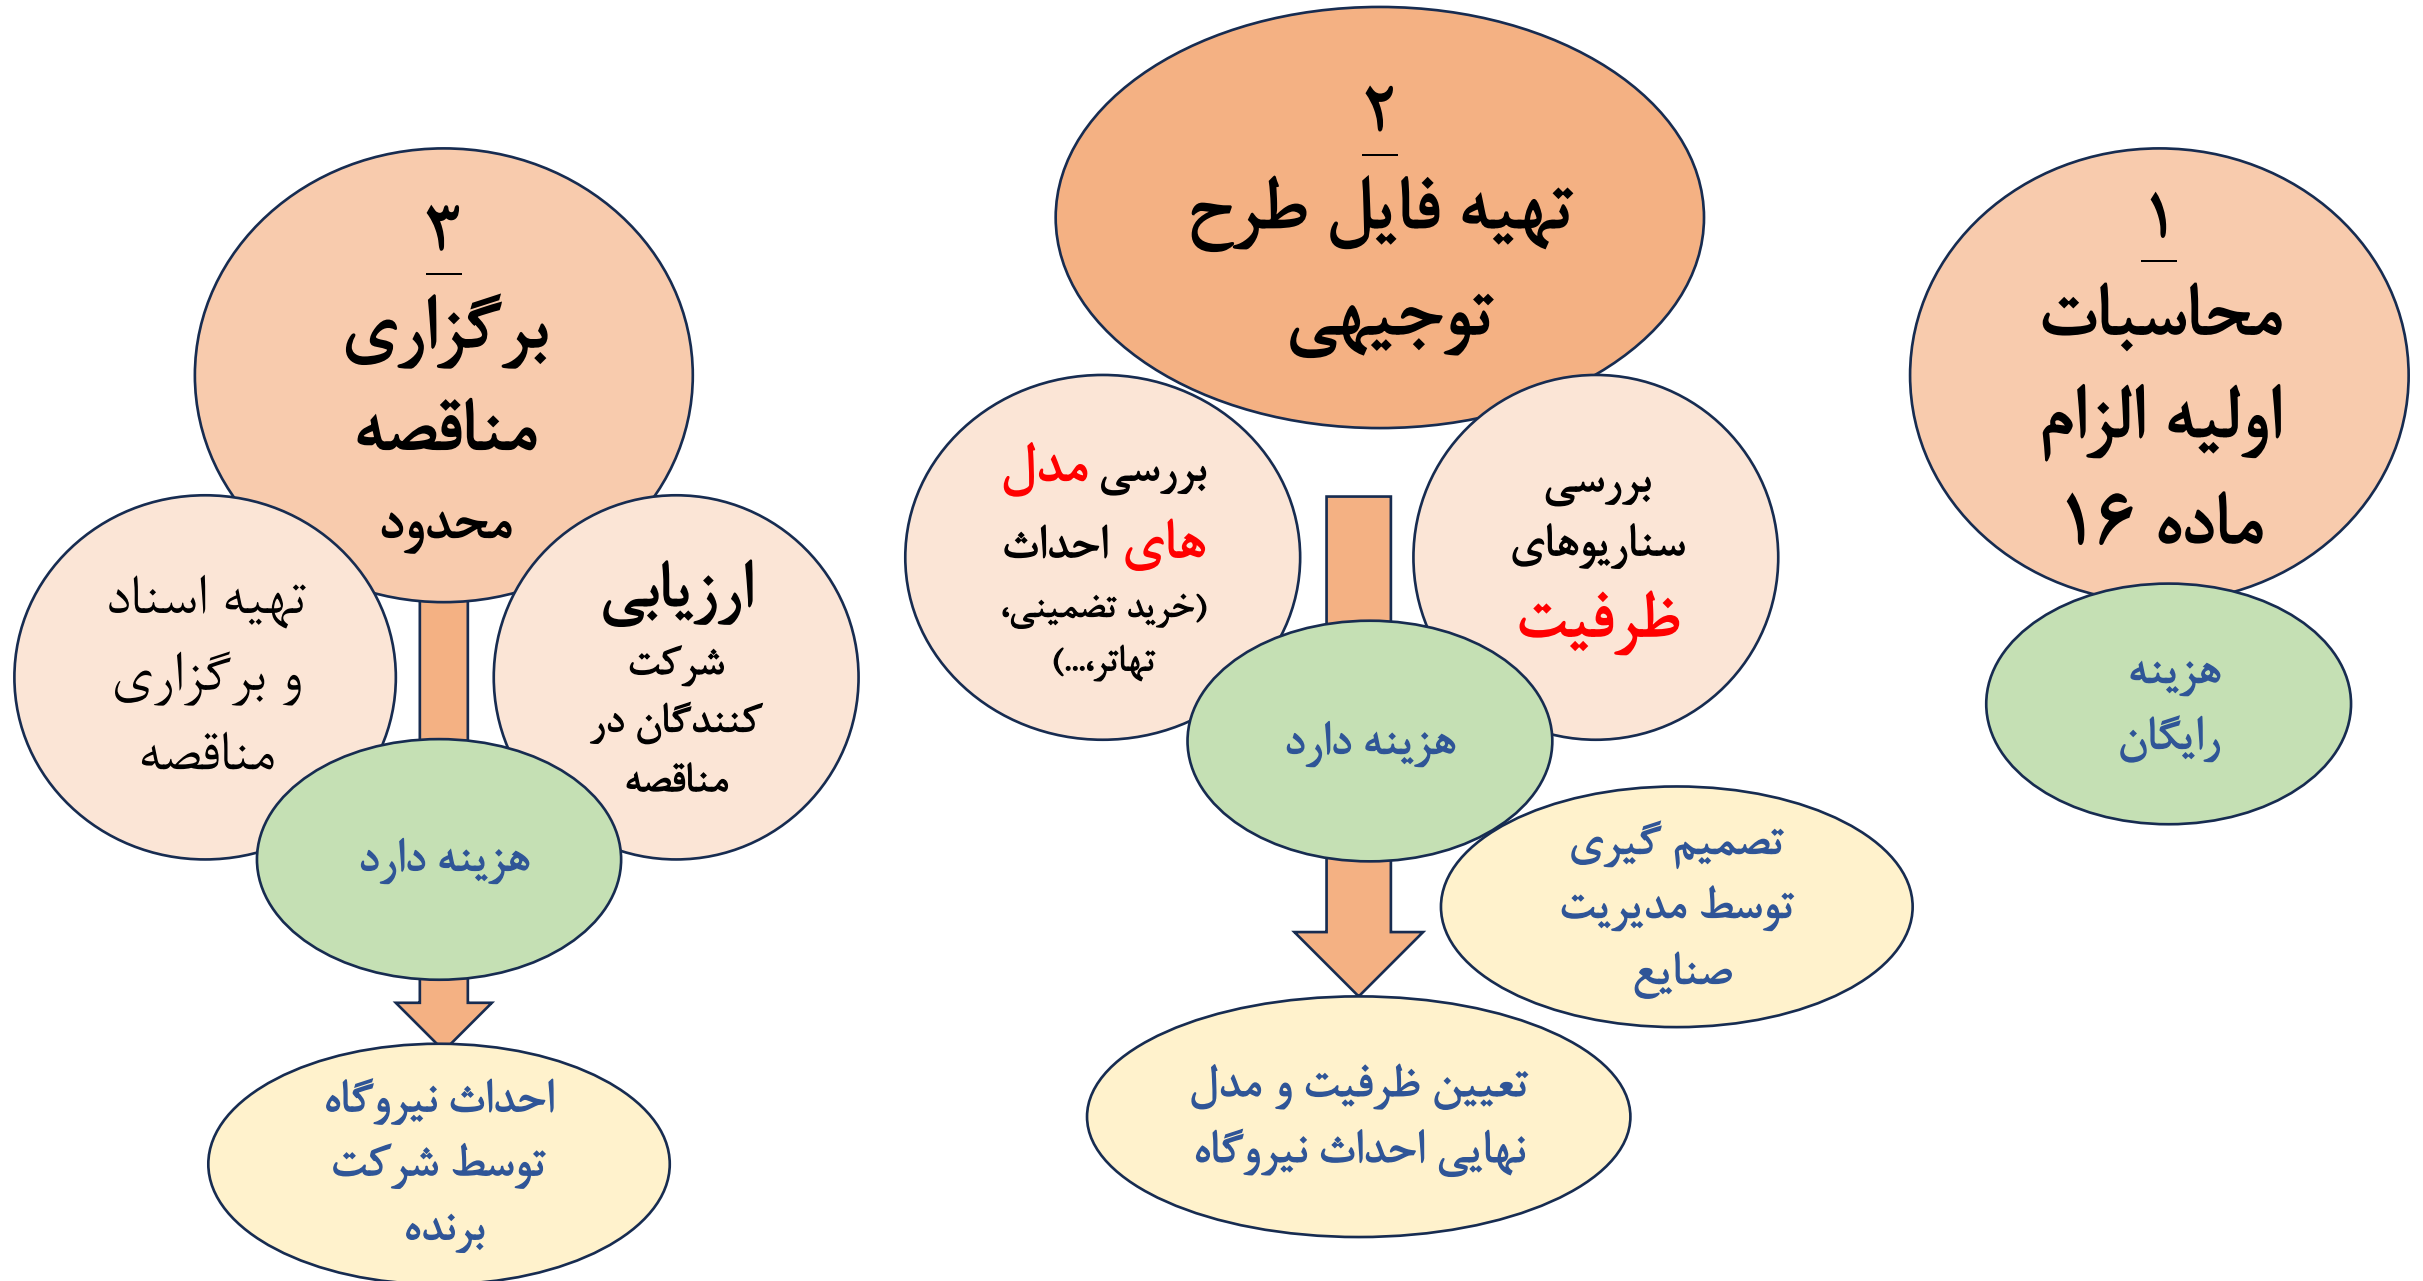 ۱
محاسبات
اولیه الزام
ماده ۱۶
هزینه
رایگان
۲
تهیه فایل طرح
توجیهی
بررسی
سناریوهای
ظرفیت
بررسی مدل
های احداث
(خرید تضمینی،
تهاتر،...)
هزینه دارد
تصمیم گیری
توسط مدیریت
صنایع
تعیین ظرفیت و مدل
نهایی احداث نیروگاه
۳
برگزاری
مناقصه
محدود
ارزیابی
شرکت
کنندگان در
مناقصه
تهیه اسناد
و برگزاری
مناقصه
هزینه دارد
احداث نیروگاه
توسط شرکت
برنده